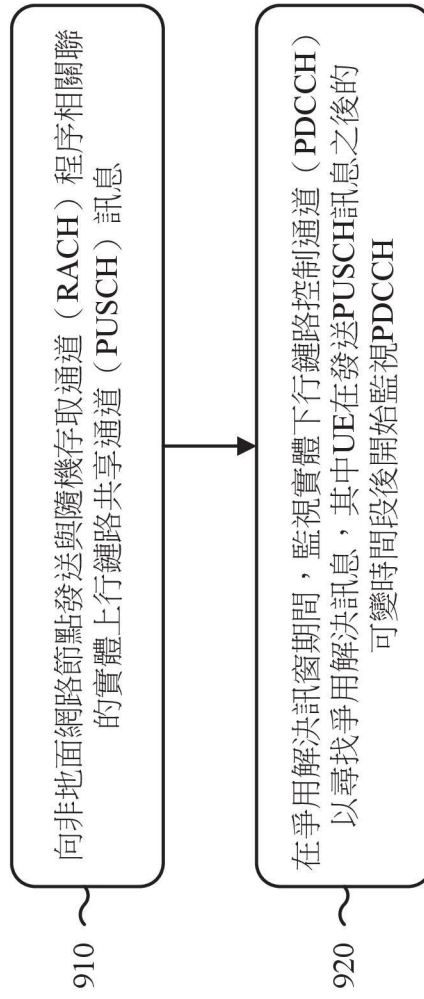 910
向非地面網路節點發送與隨機存取通道（RACH）程序相關聯
的實體上行鏈路共享通道（PUSCH）訊息
920
在爭用解決訊窗期間，監視實體下行鏈路控制通道（PDCCH）
以尋找爭用解決訊息，其中UE在發送PUSCH訊息之後的
可變時間段後開始監視PDCCH